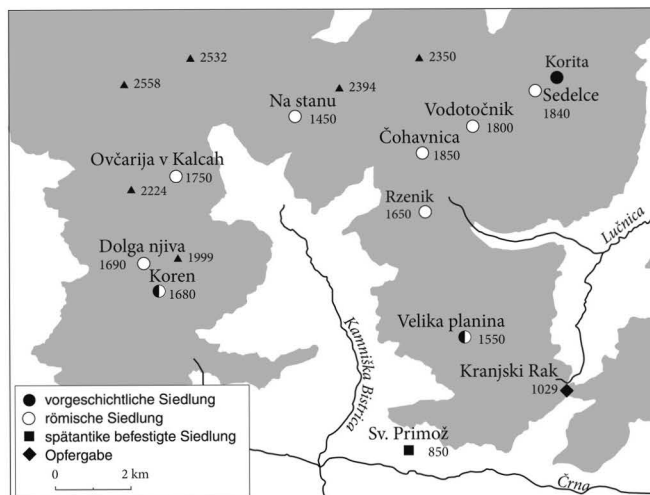 2532
2558
2350
2394
Korita
Sedelce
1840
Na stanu
1450
Vodotočnik
1800
Čohavnica
1850
Ovčarija v Kalcah
1750
2224
Rzenik
1650
Lučnica
Dolga njiva
1690
1999
Koren
1680
Kamniška Bistrica
Velika planina
1550
Kranjski Rak
1029
Sv. Primož
850
Črna
vorgeschichtliche Siedlung
römische Siedlung
spätantike befestigte Siedlung
Opfergabe
0 2 km